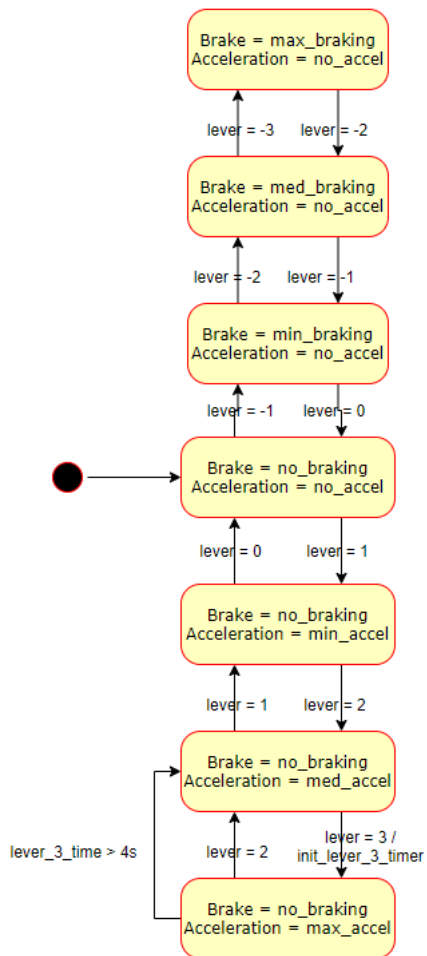 Brake = max_braking
Acceleration = no_accel
lever = -3
lever = -2
Brake = med_braking
Acceleration = no_accel
lever = -2
lever = -1
Brake = min_braking
Acceleration = no_accel
lever = -1
lever = 0
Brake = no_braking
Acceleration = no_accel
lever = 0
lever = 1
Brake = no_braking
Acceleration = min_accel
lever = 1
lever = 2
Brake = no_braking
Acceleration = med_accel
lever_3_time > 4s
lever = 2
lever = 3 /
init_lever_3_timer
Brake = no_braking
Acceleration = max_accel